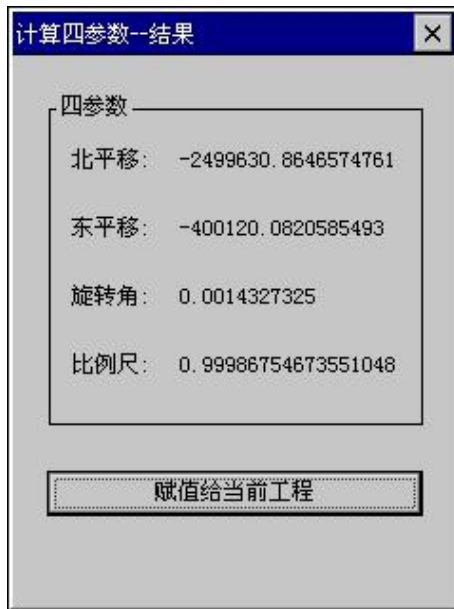 计算四参数--结果
四参数
北平移: -2499630.8646574761
东平移: -400120.0820585493
旋转角: 0.0014327325
比例尺: 0.99986754673551048
赋值给当前工程